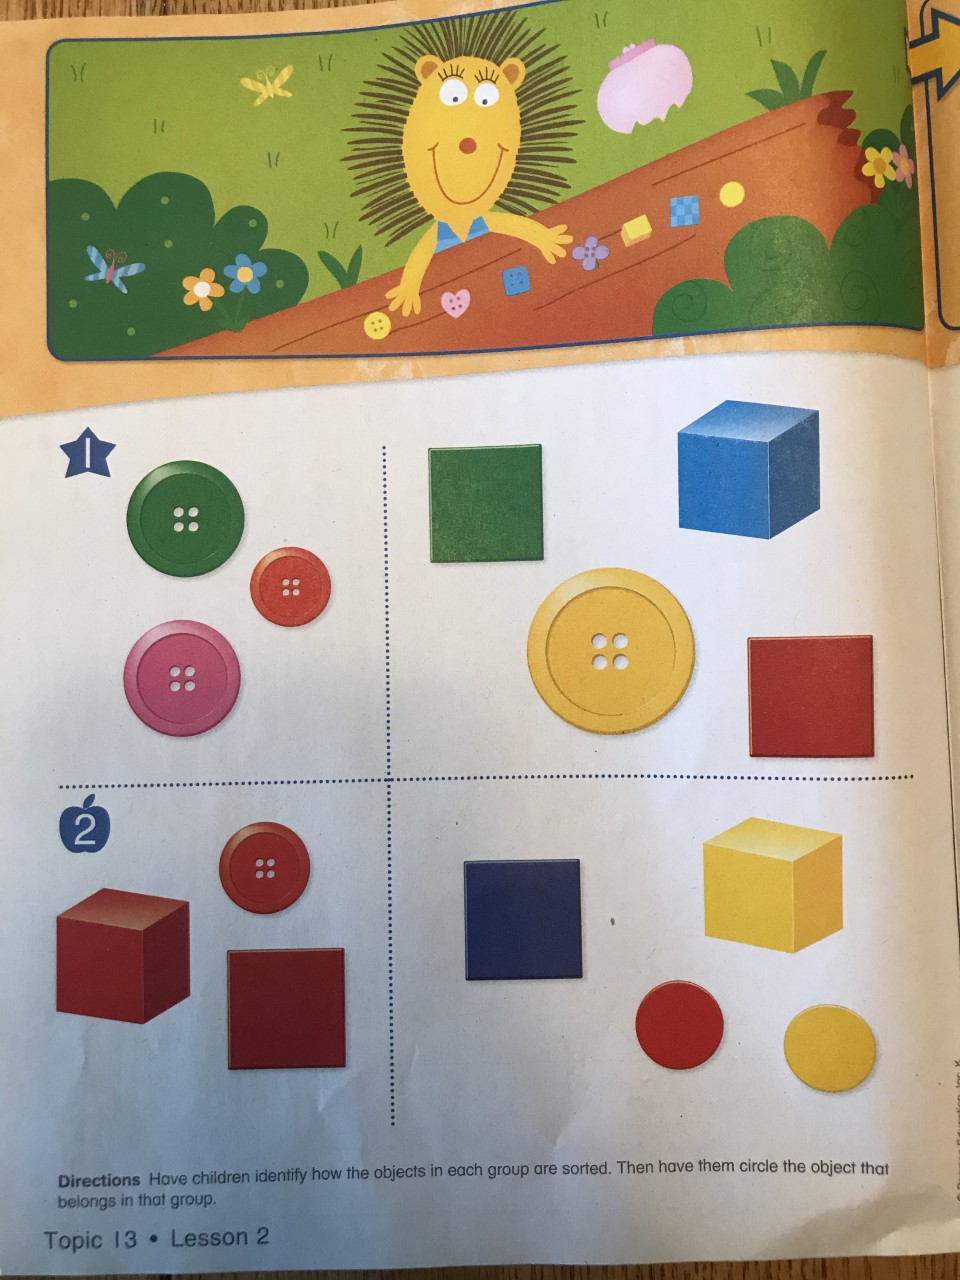 1
2
Directions Have children identify how the objects in each group are sorted. Then have them circle the object that
belongs in that group.
Topic 13 • Lesson 2